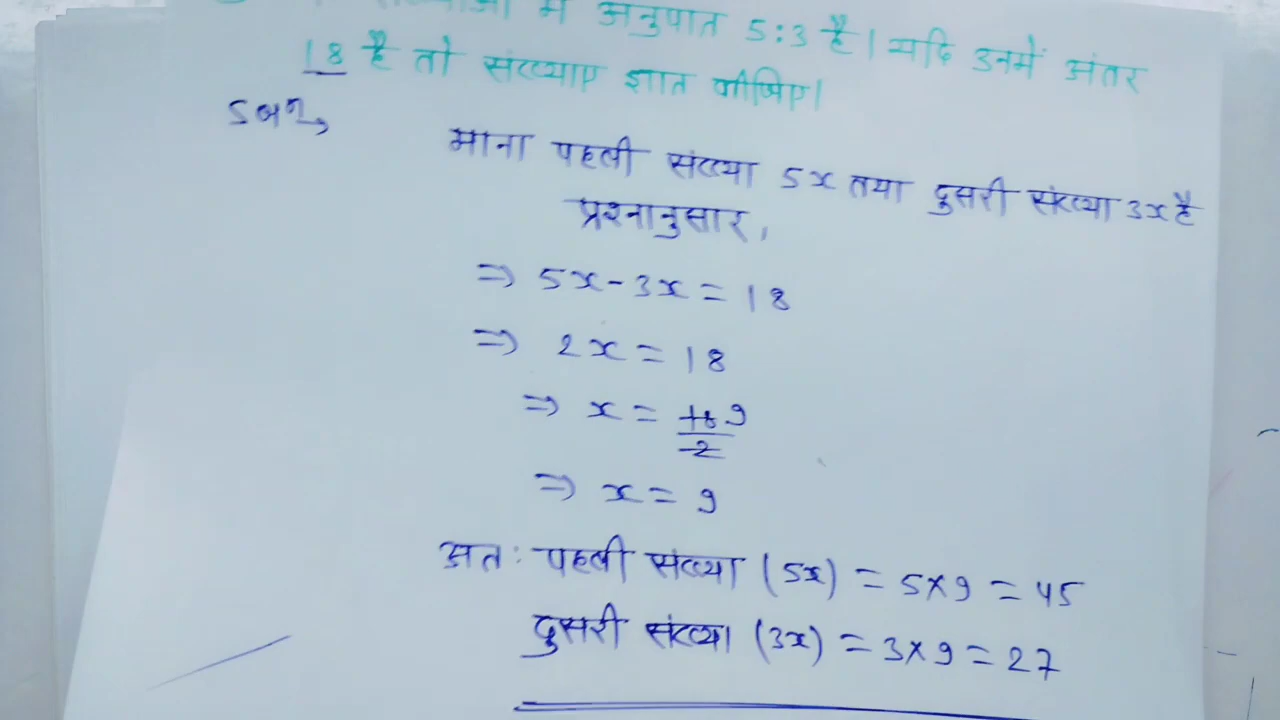 में अनुपात 5:3 है। यदि उनमें अंतर
18 है तो संख्याए ज्ञात कीजिए।
माना पहली संख्या 5x तथा दुसरी संख्या 3x है
प्रश्नानुसार,
⇒ 5x - 3x = 18
⇒ 2x = 18
⇒ x = 18/2 9
⇒ x = 9
अतः पहली संख्या (5x) = 5×9 = 45
दुसरी संख्या (3x) = 3×9 = 27